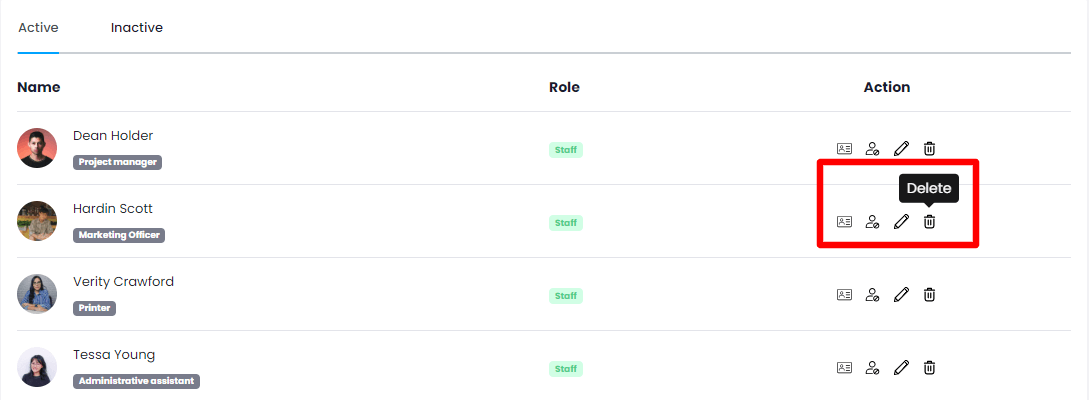 Active Inactive
Name Role Action
Dean Holder
Project manager
Staff
Delete
Hardin Scott
Marketing Officer
Staff
Verity Crawford
Printer
Staff
Tessa Young
Administrative assistant
Staff